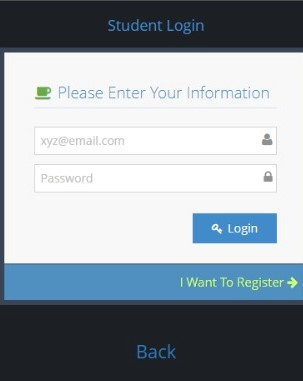 Student Login
Please Enter Your Information
xyz@email.com
Password
Login
I Want To Register
Back